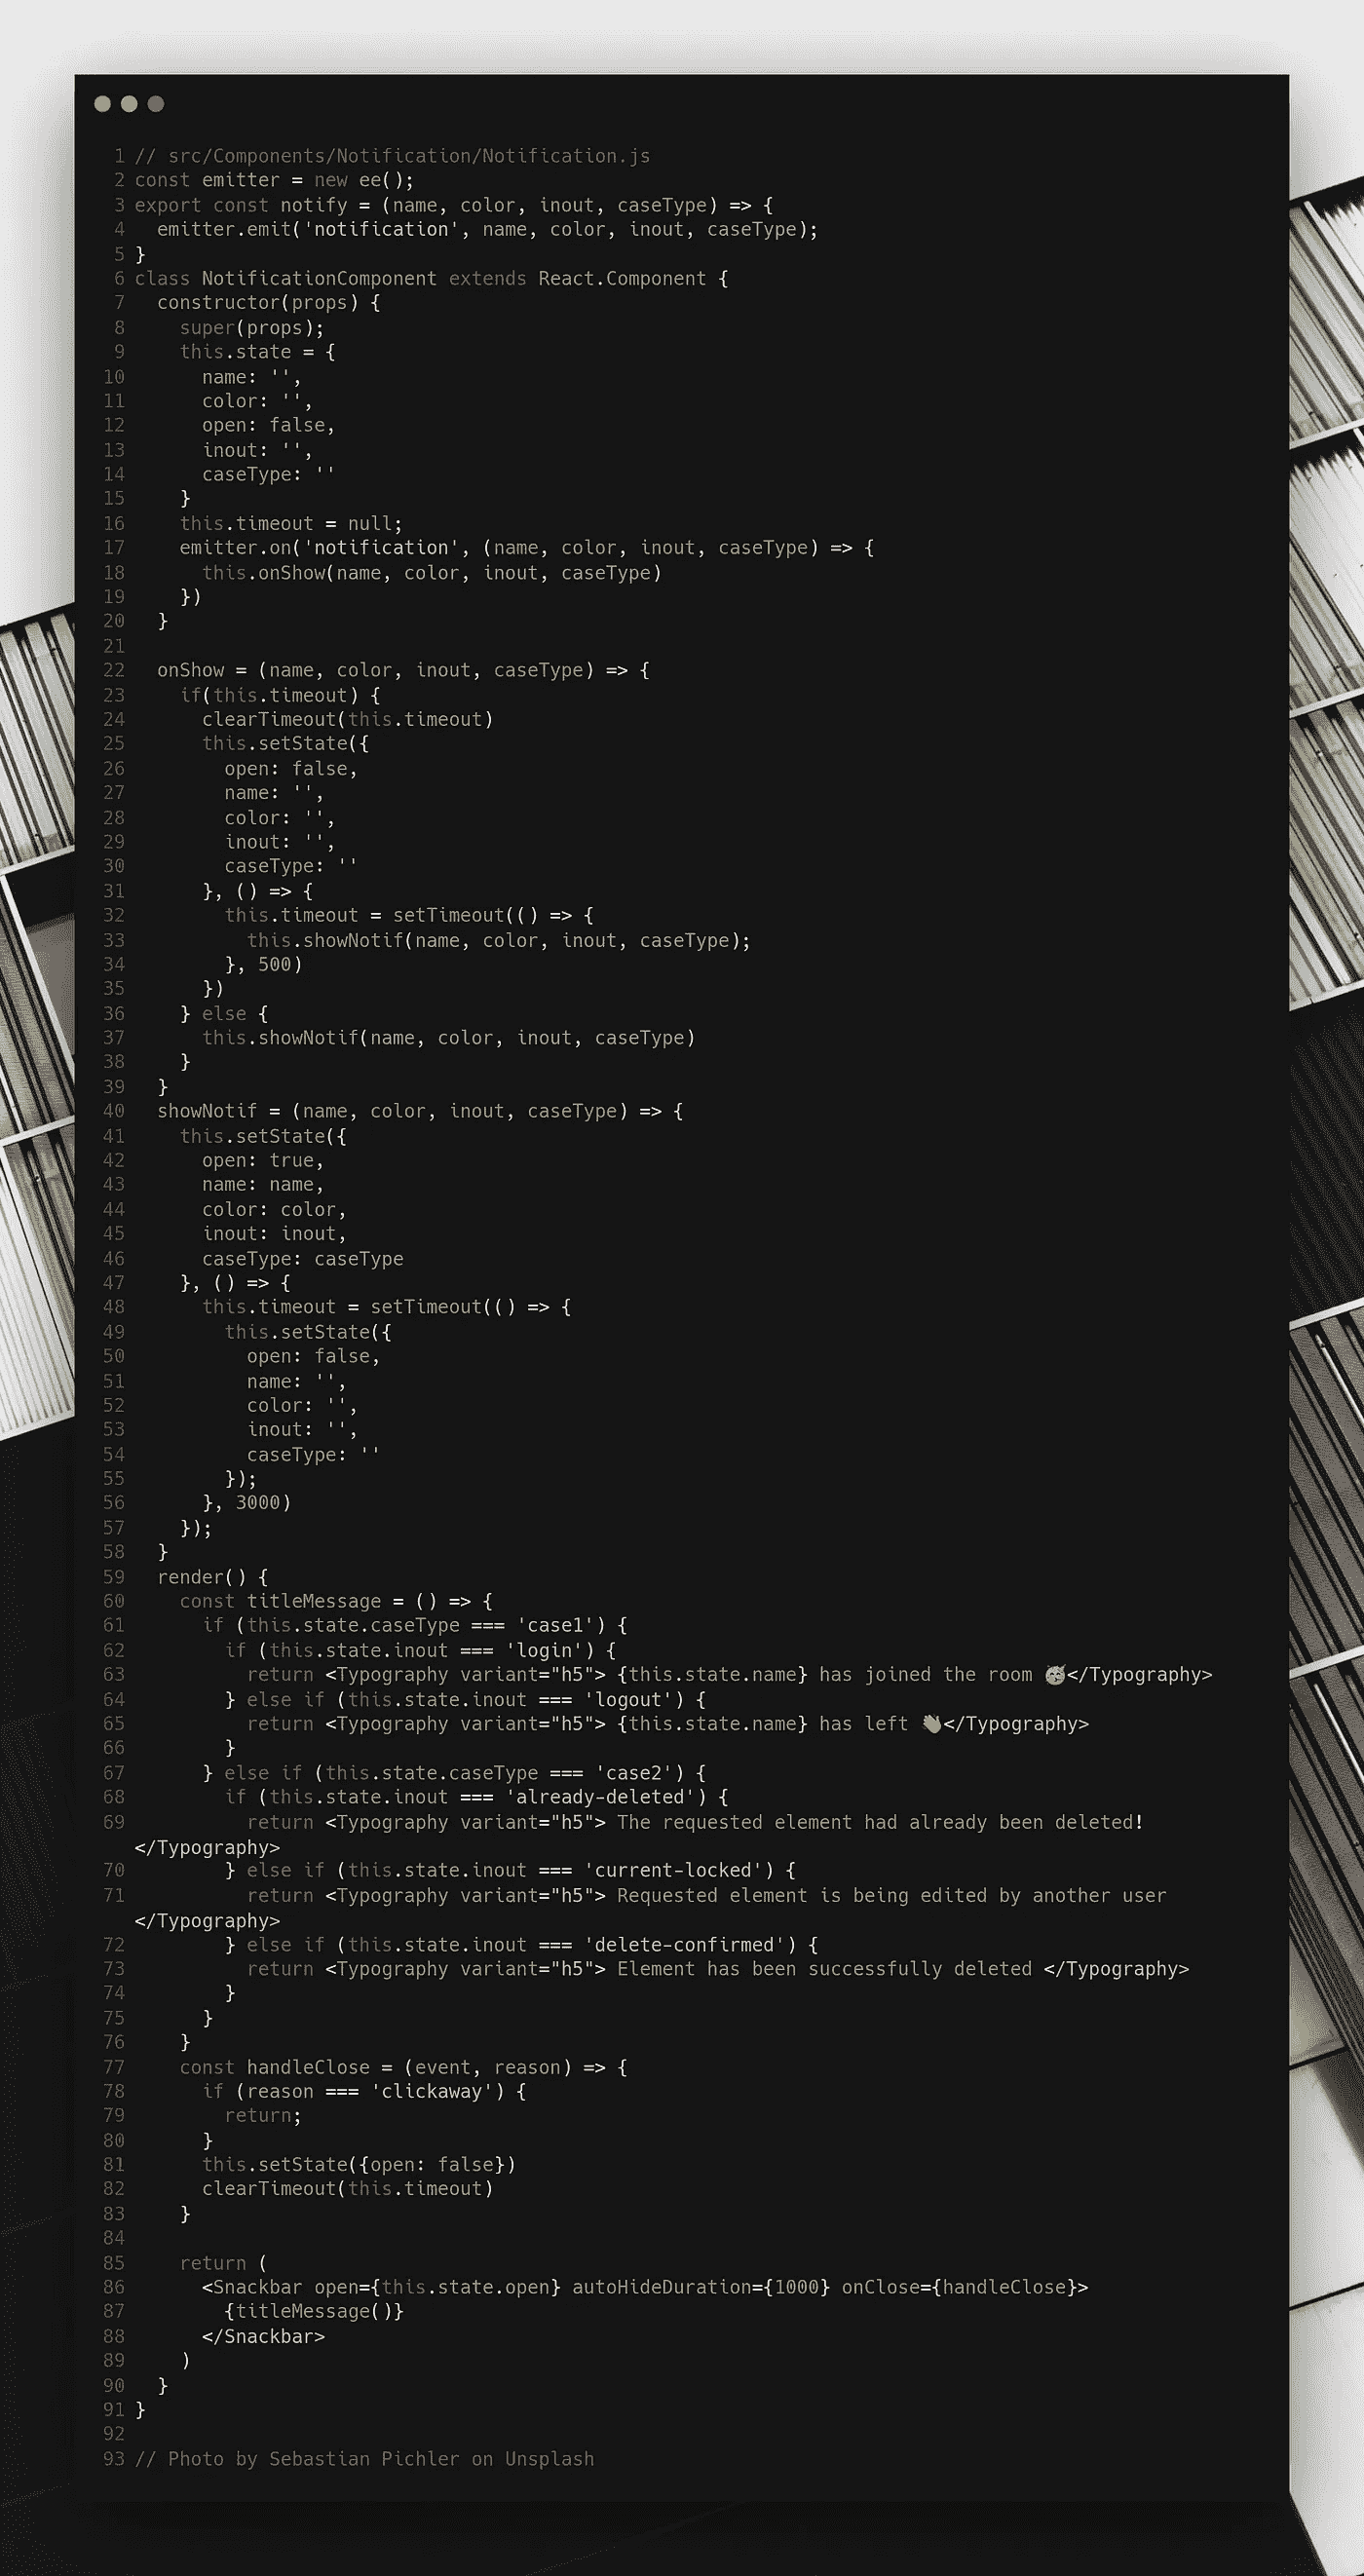 1 // src/Components/Notification/Notification.js
2 const emitter = new ee();
3 export const notify = (name, color, inout, caseType) => {
4   emitter.emit('notification', name, color, inout, caseType);
5 }
6 class NotificationComponent extends React.Component {
7   constructor(props) {
8     super(props);
9     this.state = {
10       name: '',
11       color: '',
12       open: false,
13       inout: '',
14       caseType: ''
15     }
16     this.timeout = null;
17     emitter.on('notification', (name, color, inout, caseType) => {
18       this.onShow(name, color, inout, caseType)
19     })
20   }
21
22   onShow = (name, color, inout, caseType) => {
23     if(this.timeout) {
24       clearTimeout(this.timeout)
25       this.setState({
26         open: false,
27         name: '',
28         color: '',
29         inout: '',
30         caseType: ''
31       }, () => {
32         this.timeout = setTimeout(() => {
33           this.showNotif(name, color, inout, caseType);
34         }, 500)
35       })
36     } else {
37       this.showNotif(name, color, inout, caseType)
38     }
39   }
40   showNotif = (name, color, inout, caseType) => {
41     this.setState({
42       open: true,
43       name: name,
44       color: color,
45       inout: inout,
46       caseType: caseType
47     }, () => {
48       this.timeout = setTimeout(() => {
49         this.setState({
50           open: false,
51           name: '',
52           color: '',
53           inout: '',
54           caseType: ''
55         });
56       }, 3000)
57     });
58   }
59   render() {
60     const titleMessage = () => {
61       if (this.state.caseType === 'case1') {
62         if (this.state.inout === 'login') {
63           return <Typography variant="h5"> {this.state.name} has joined the room 🥳</Typography>
64         } else if (this.state.inout === 'logout') {
65           return <Typography variant="h5"> {this.state.name} has left 👋</Typography>
66         }
67       } else if (this.state.caseType === 'case2') {
68         if (this.state.inout === 'already-deleted') {
69           return <Typography variant="h5"> The requested element had already been deleted!
</Typography>
70         } else if (this.state.inout === 'current-locked') {
71           return <Typography variant="h5"> Requested element is being edited by another user
</Typography>
72         } else if (this.state.inout === 'delete-confirmed') {
73           return <Typography variant="h5"> Element has been successfully deleted </Typography>
74         }
75       }
76     }
77     const handleClose = (event, reason) => {
78       if (reason === 'clickaway') {
79         return;
80       }
81       this.setState({open: false})
82       clearTimeout(this.timeout)
83     }
84
85     return (
86       <Snackbar open={this.state.open} autoHideDuration={1000} onClose={handleClose}>
87         {titleMessage()}
88       </Snackbar>
89     )
90   }
91 }
92
93 // Photo by Sebastian Pichler on Unsplash